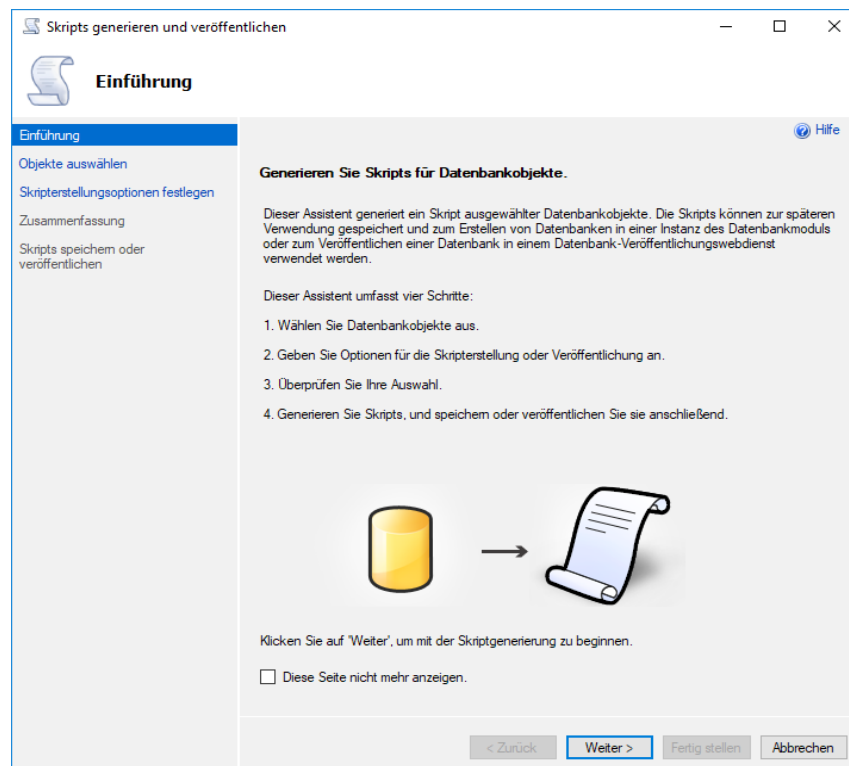 Skripts generieren und veröffentlichen
Einführung
Hilfe
Einführung
Objekte auswählen
Skripterstellungsoptionen festlegen
Zusammenfassung
Skripts speichern oder
veröffentlichen
Generieren Sie Skripts für Datenbankobjekte.
Dieser Assistent generiert ein Skript ausgewählter Datenbankobjekte. Die Skripts können zur späteren
Verwendung gespeichert und zum Erstellen von Datenbanken in einer Instanz des Datenbankmoduls
oder zum Veröffentlichen einer Datenbank in einem Datenbank-Veröffentlichungswebdienst
verwendet werden.
Dieser Assistent umfasst vier Schritte:
1. Wählen Sie Datenbankobjekte aus.
2. Geben Sie Optionen für die Skripterstellung oder Veröffentlichung an.
3. Überprüfen Sie Ihre Auswahl.
4. Generieren Sie Skripts, und speichern oder veröffentlichen Sie sie anschließend.
Klicken Sie auf 'Weiter', um mit der Skriptgenerierung zu beginnen.
Diese Seite nicht mehr anzeigen.
< Zurück Weiter > Fertig stellen Abbrechen